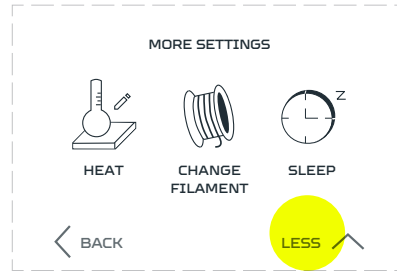 MORE SETTINGS
Z
HEAT
CHANGE
FILAMENT
SLEEP
BACK
LESS